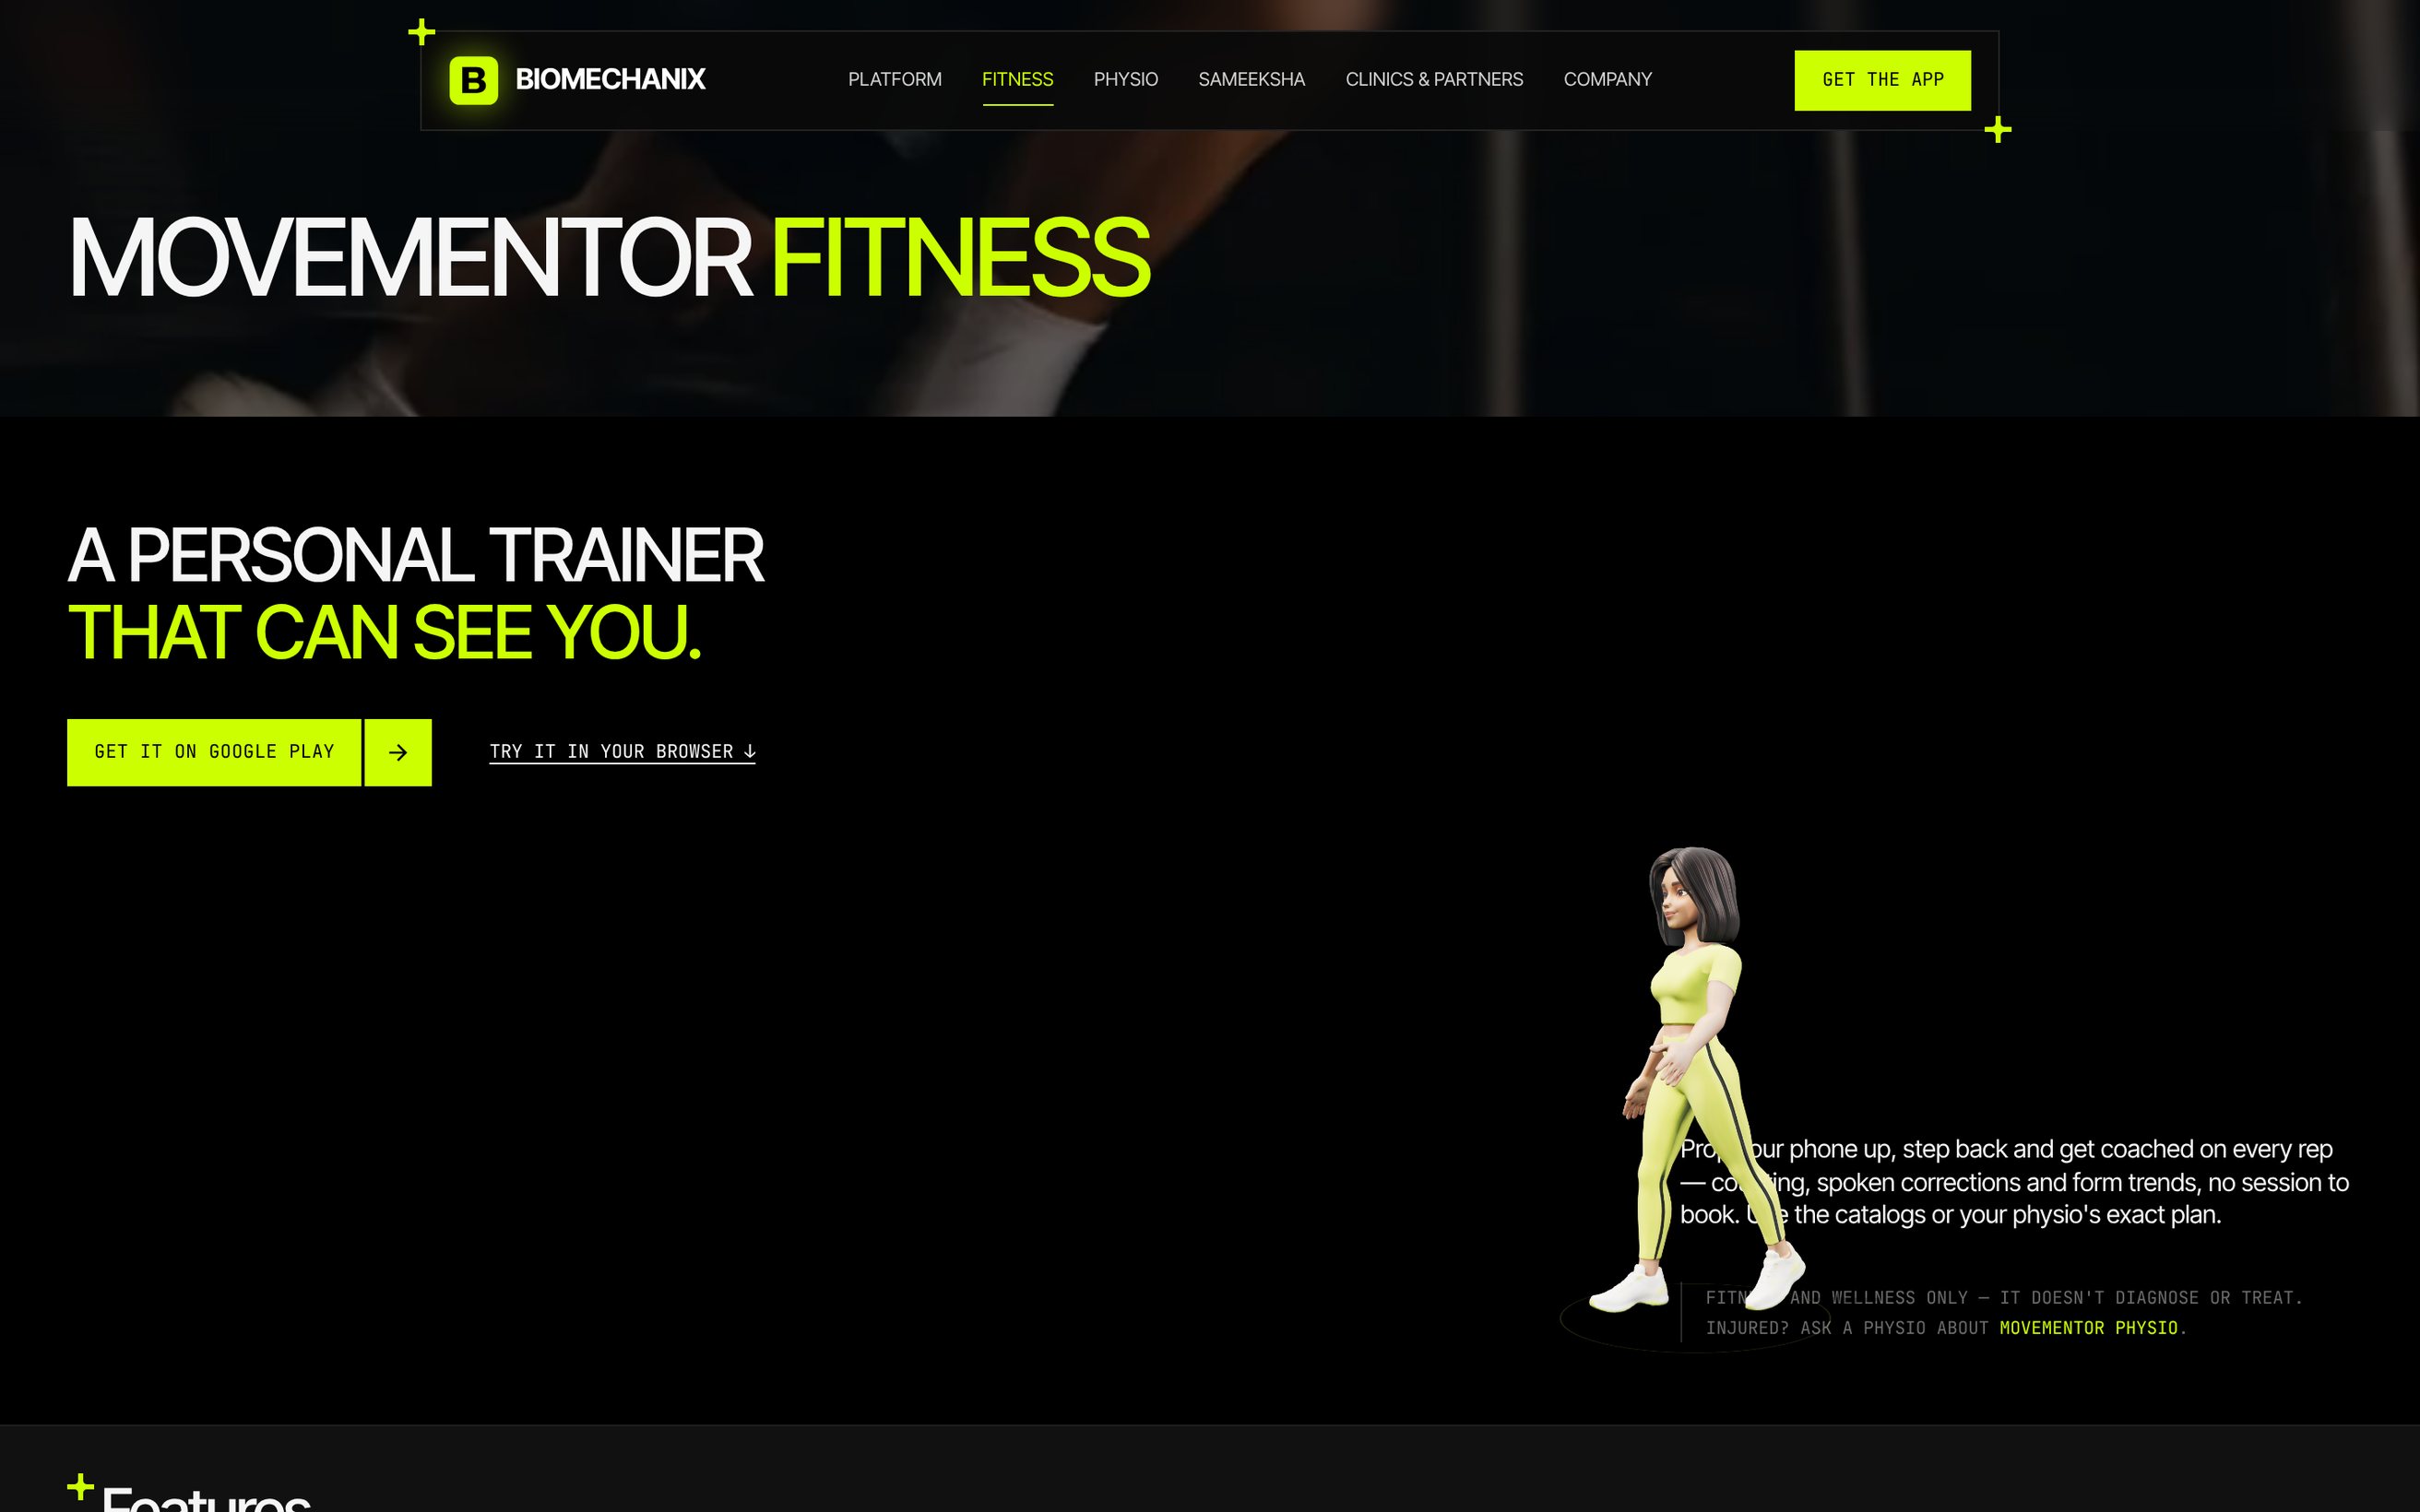 B BIOMECHANIX
PLATFORM FITNESS PHYSIO SAMEEKSHA CLINICS & PARTNERS COMPANY
GET THE APP
MOVEMENTOR FITNESS
A PERSONAL TRAINER
THAT CAN SEE YOU.
GET IT ON GOOGLE PLAY →
TRY IT IN YOUR BROWSER ↓
your phone up, step back and get coached on every rep
— spoken corrections and form trends, no session to
book. the catalogs or your physio's exact plan.
AND WELLNESS ONLY — IT DOESN'T DIAGNOSE OR TREAT.
INJURED? ASK A PHYSIO ABOUT MOVEMENTOR PHYSIO.
Features